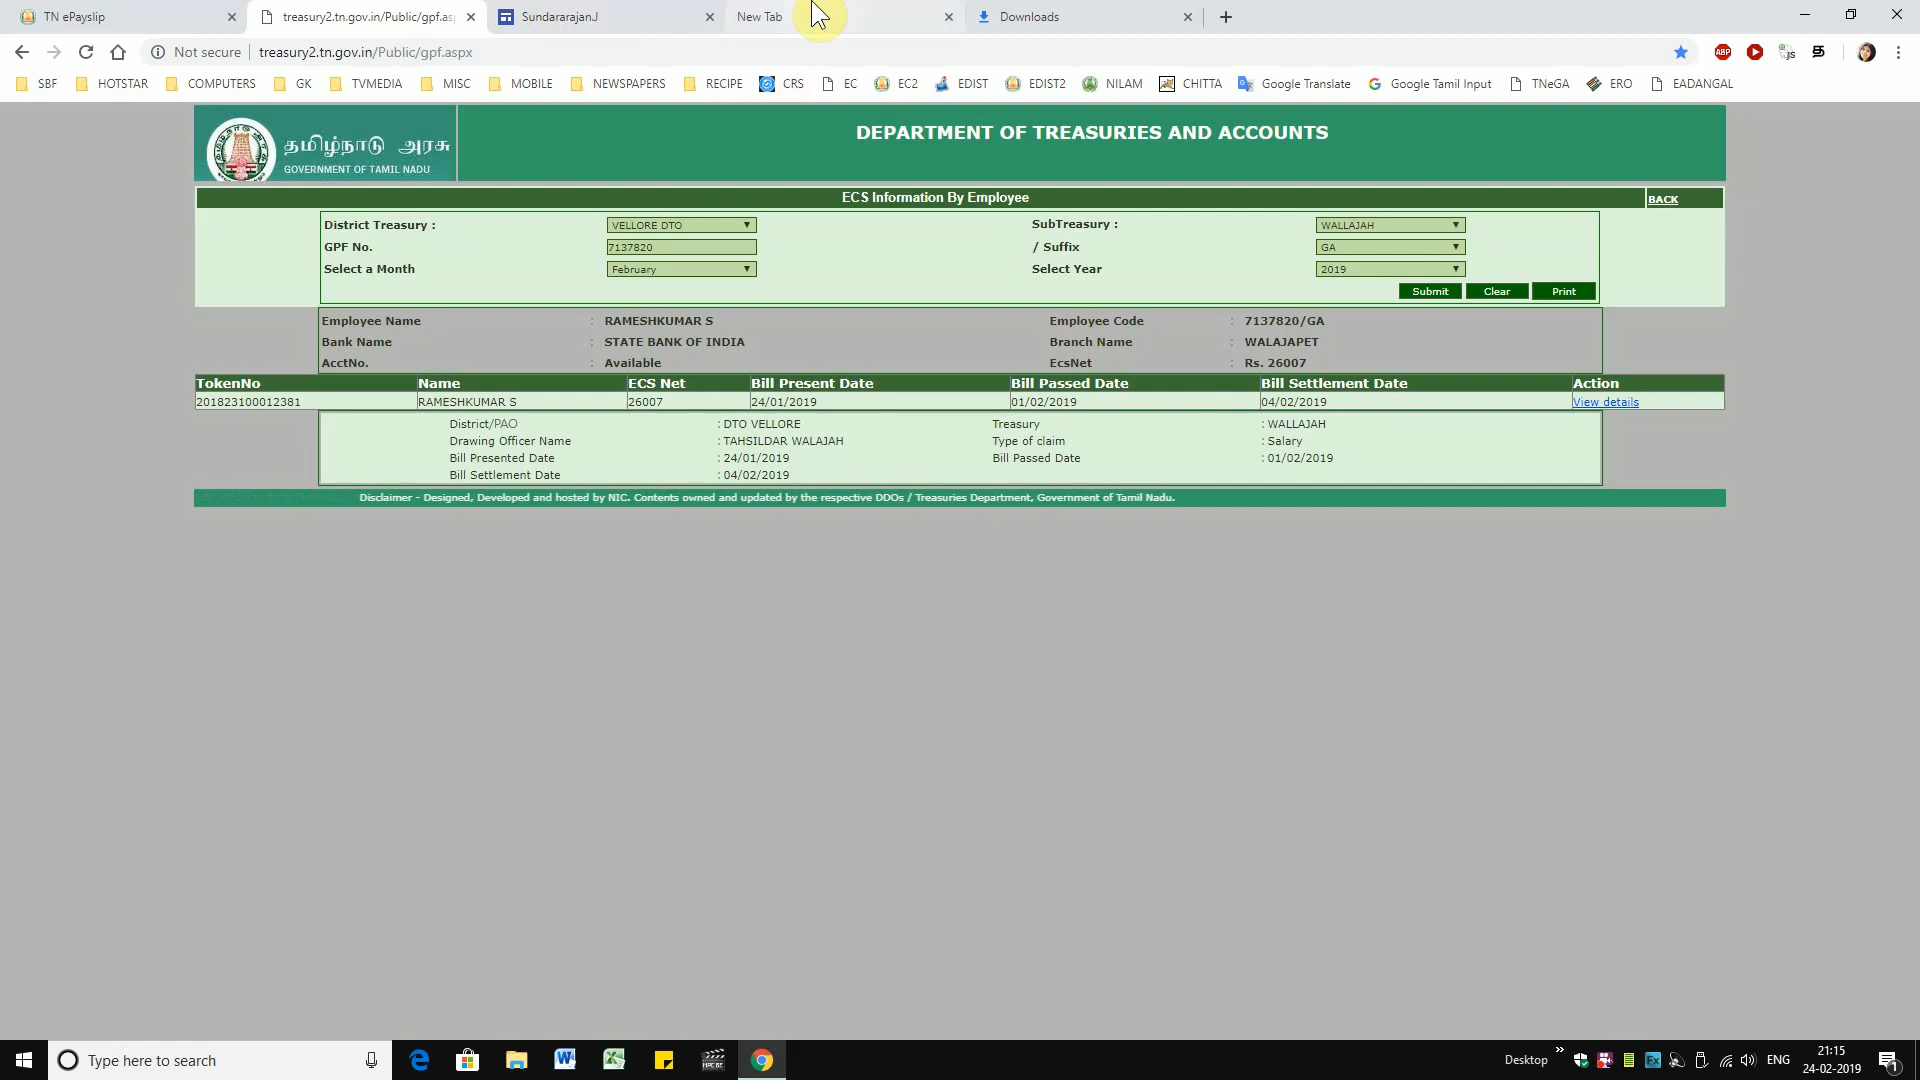 TN ePayslip treasury2.tn.gov.in/Public/gpf.asp Sundararajan.J New Tab Downloads
Not secure treasury2.tn.gov.in/Public/gpf.aspx ABP
SBF HOTSTAR COMPUTERS GK TVMEDIA MISC MOBILE NEWSPAPERS RECIPE CRS EC EC2 EDIST EDIST2 NILAM CHITTA Google Translate Google Tamil Input TNeGA ERO EADANGAL
தமிழ்நாடு அரசு
GOVERNMENT OF TAMIL NADU
DEPARTMENT OF TREASURIES AND ACCOUNTS
ECS Information By Employee BACK
District Treasury : VELLORE DTO SubTreasury : WALLAJAH
GPF No. 7137820 / Suffix GA
Select a Month February Select Year 2019
Submit Clear Print
Employee Name : RAMESHKUMAR S Employee Code : 7137820/GA
Bank Name : STATE BANK OF INDIA Branch Name : WALAJAPET
AcctNo. : Available EcsNet : Rs. 26007
TokenNo Name ECS Net Bill Present Date Bill Passed Date Bill Settlement Date Action
201823100012381 RAMESHKUMAR S 26007 24/01/2019 01/02/2019 04/02/2019 View details
District/PAO : DTO VELLORE Treasury : WALLAJAH
Drawing Officer Name : TAHSILDAR WALAJAH Type of claim : Salary
Bill Presented Date : 24/01/2019 Bill Passed Date : 01/02/2019
Bill Settlement Date : 04/02/2019
Disclaimer - Designed, Developed and hosted by NIC. Contents owned and updated by the respective DDOs / Treasuries Department, Government of Tamil Nadu.
Type here to search Desktop ENG 21:15
24-02-2019 1